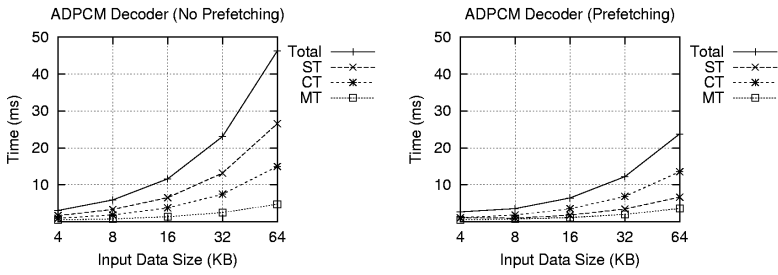 ADPCM Decoder (No Prefetching)
50
40
30
20
10
Time (ms)
4 8 16 32 64
Input Data Size (KB)
Total
ST
CT
MT
ADPCM Decoder (Prefetching)
50
40
30
20
10
Time (ms)
4 8 16 32 64
Input Data Size (KB)
Total
ST
CT
MT